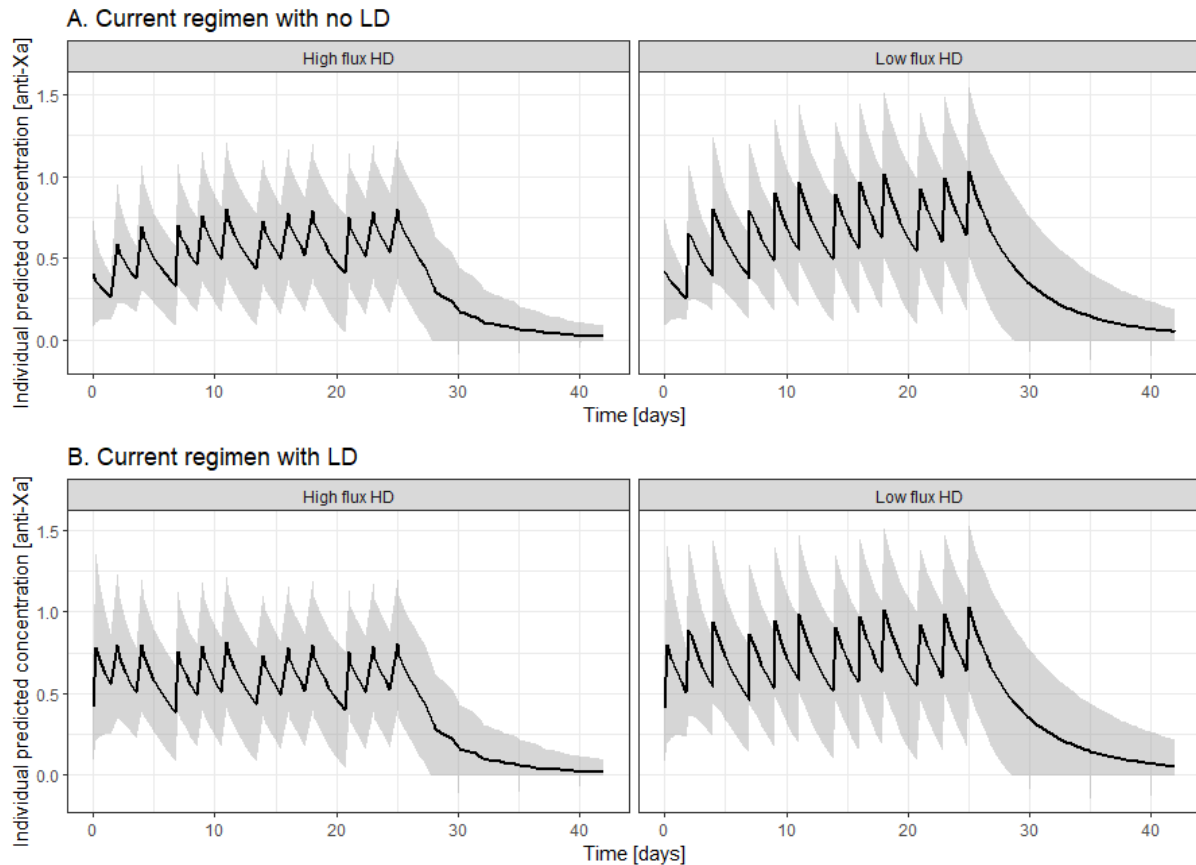 A. Current regimen with no LD
High flux HD Low flux HD
Individual predicted concentration [anti-Xa]
1.5
1.0
0.5
0.0
0 10 20 30 40 0 10 20 30 40
Time [days]
B. Current regimen with LD
High flux HD Low flux HD
Individual predicted concentration [anti-Xa]
1.5
1.0
0.5
0.0
0 10 20 30 40 0 10 20 30 40
Time [days]